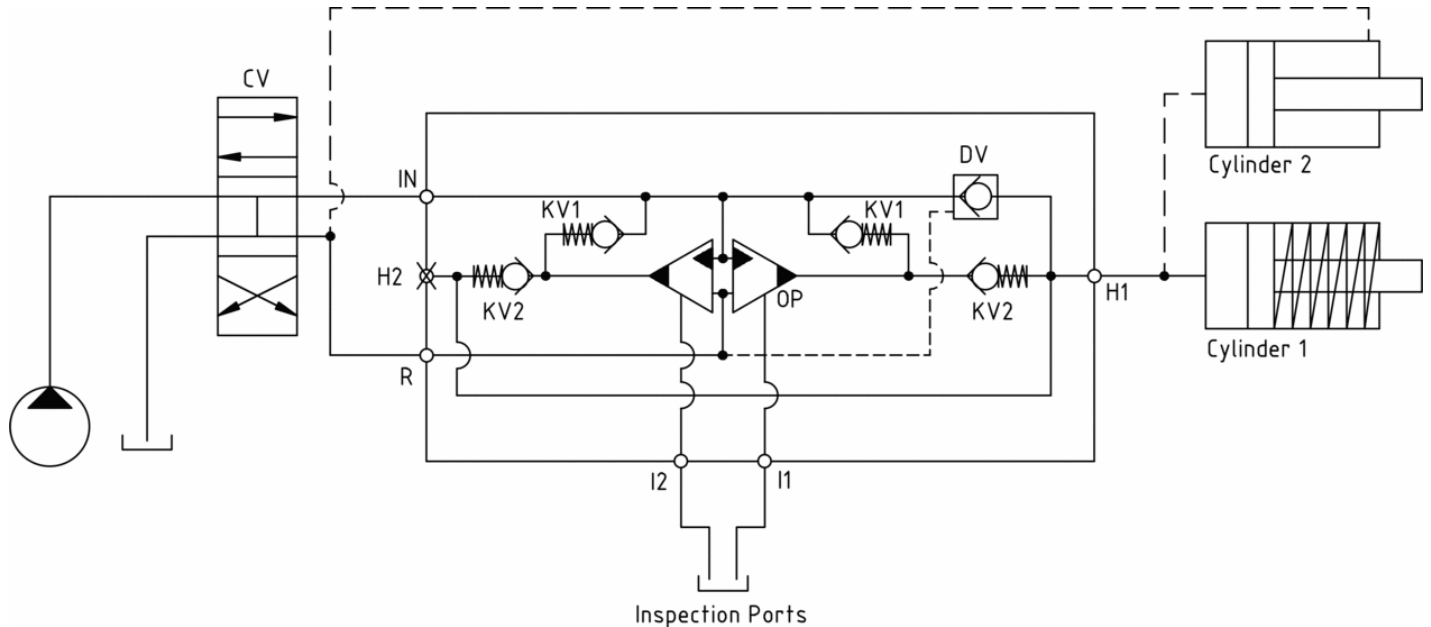 CV
Cylinder 2
IN
DV
KV1
KV1
H2
KV2
OP
KV2
H1
Cylinder 1
R
I2
I1
Inspection Ports